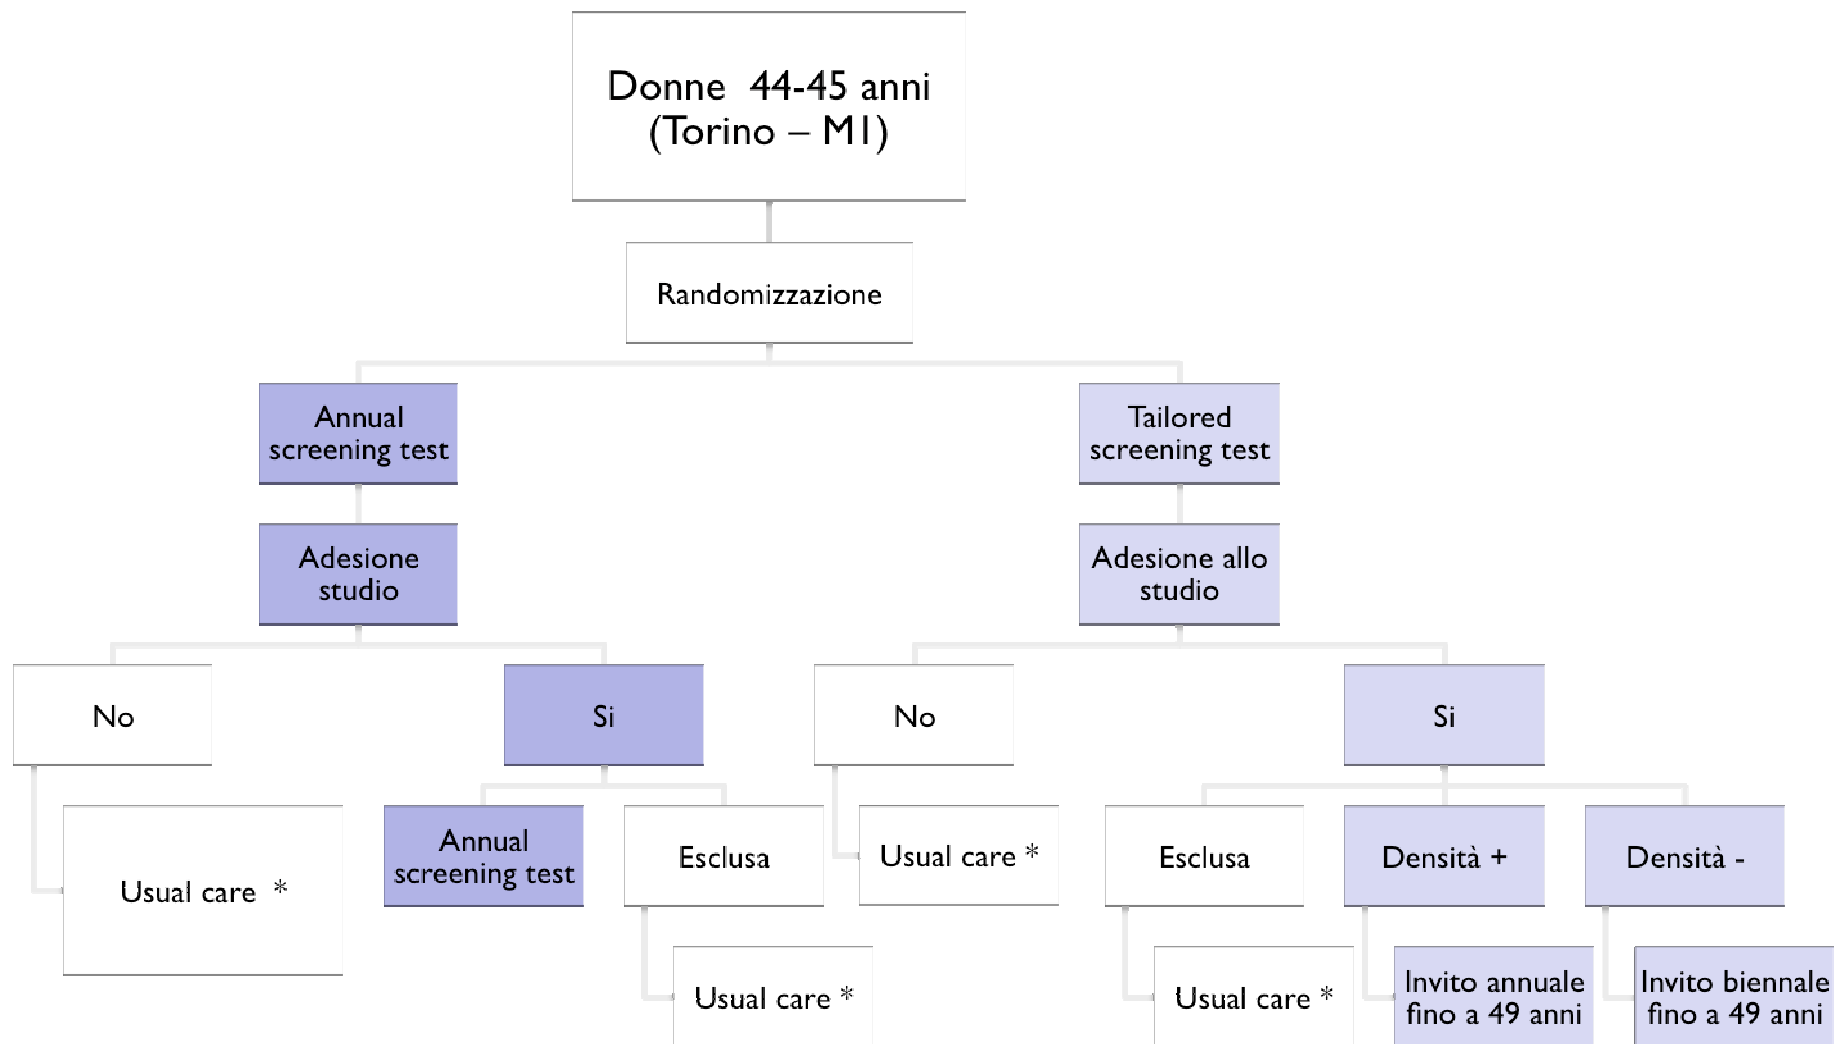 Donne 44-45 anni
(Torino – M1)
Randomizzazione
Annual
screening test
Tailored
screening test
Adesione
studio
Adesione allo
studio
No
Si
No
Si
Usual care *
Annual
screening test
Esclusa
Usual care *
Esclusa
Densità +
Densità -
Usual care *
Usual care *
Invito annuale
fino a 49 anni
Invito biennale
fino a 49 anni